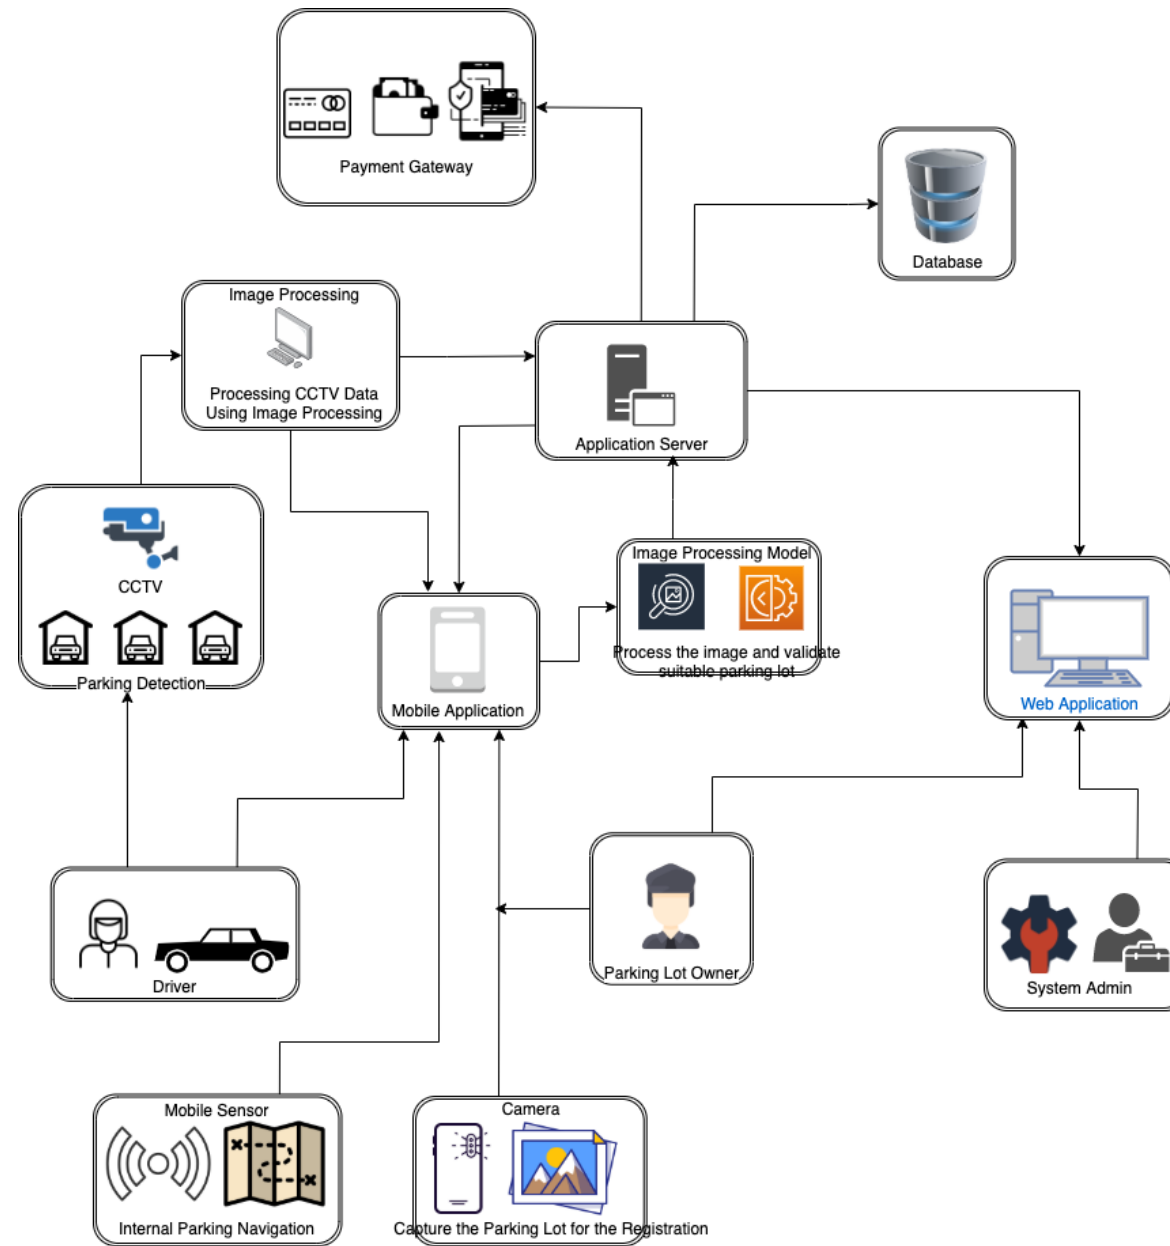 Payment Gateway
Database
Image Processing
Processing CCTV Data
Using Image Processing
Application Server
CCTV
Parking Detection
Image Processing Model
Process the image and validate
suitable parking lot
Mobile Application
Web Application
Driver
Parking Lot Owner
System Admin
Mobile Sensor
Internal Parking Navigation
Camera
Capture the Parking Lot for the Registration